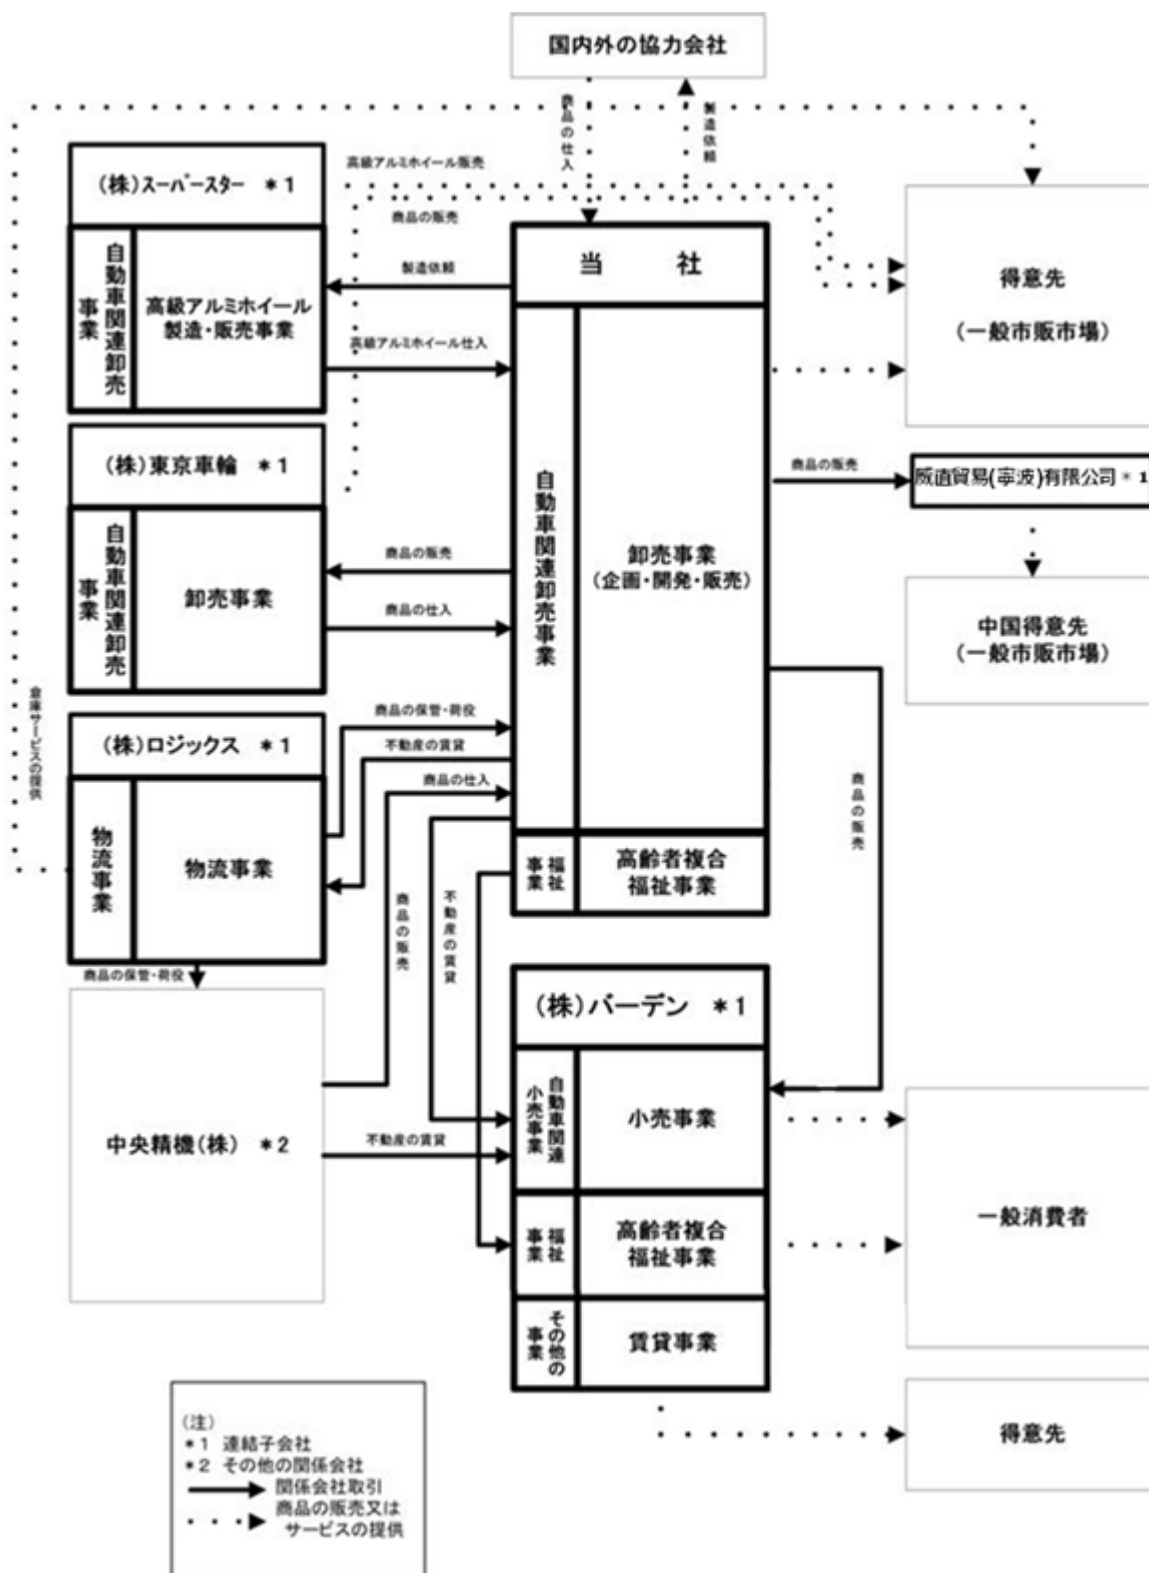 国内外の協力会社
商品の仕入
製造依頼
(株)スーパースター ＊1
自動車関連卸売事業
高級アルミホイール
製造・販売事業
高級アルミホイール販売
商品の販売
製造依頼
高級アルミホイール仕入
当 社
自動車関連卸売事業
卸売事業
(企画・開発・販売)
福祉事業
高齢者複合
福祉事業
得意先
(一般市販市場)
商品の販売
威直貿易(寧波)有限公司＊1
中国得意先
(一般市販市場)
(株)東京車輪 ＊1
自動車関連卸売事業
卸売事業
商品の販売
商品の仕入
倉庫サービスの提供
(株)ロジックス ＊1
物流事業
物流事業
商品の保管・荷役
不動産の賃貸
商品の仕入
商品の販売
不動産の賃貸
商品の販売
商品の保管・荷役
中央精機(株) ＊2
不動産の賃貸
(株)バーデン ＊1
自動車関連小売事業
小売事業
福祉事業
高齢者複合
福祉事業
その他の事業
賃貸事業
一般消費者
得意先
(注)
＊1 連結子会社
＊2 その他の関係会社
関係会社取引
商品の販売又は
サービスの提供